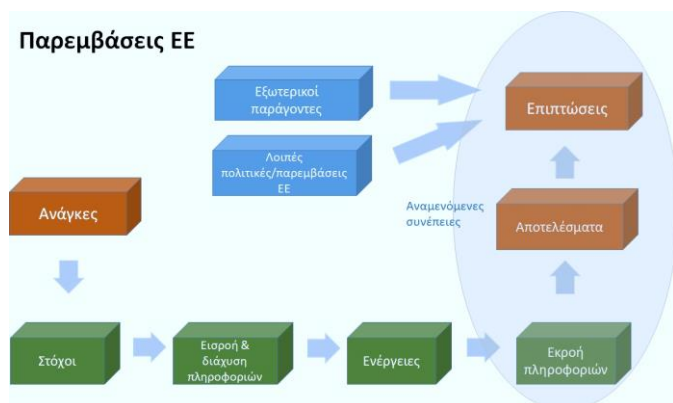 Παρεμβάσεις ΕΕ
Εξωτερικοί
παράγοντες
Επιπτώσεις
Λοιπές
πολιτικές/παρεμβάσεις
ΕΕ
Ανάγκες
Αναμενόμενες
συνέπειες
Αποτελέσματα
Στόχοι
Εισροή &
διάχυση
πληροφοριών
Ενέργειες
Εκροή
πληροφοριών